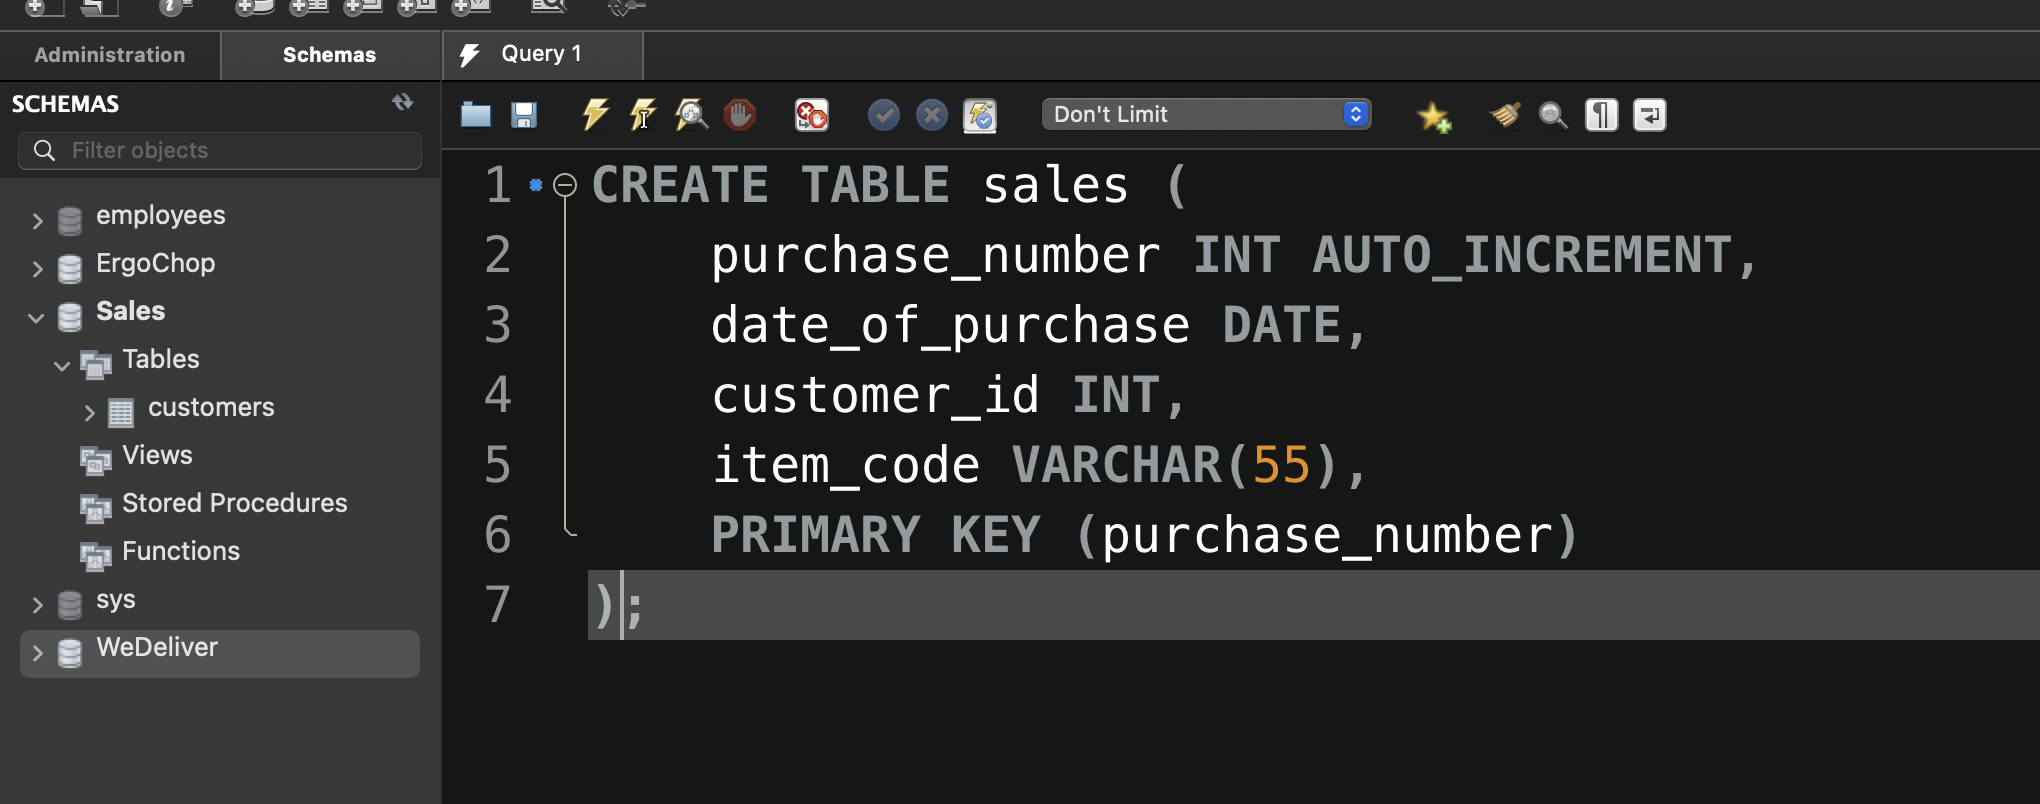 Administration
Schemas
Query 1
SCHEMAS
Filter objects
Don't Limit
employees
ErgoChop
Sales
Tables
customers
Views
Stored Procedures
Functions
sys
WeDeliver
1 CREATE TABLE sales (
2 purchase_number INT AUTO_INCREMENT,
3 date_of_purchase DATE,
4 customer_id INT,
5 item_code VARCHAR(55),
6 PRIMARY KEY (purchase_number)
7 );